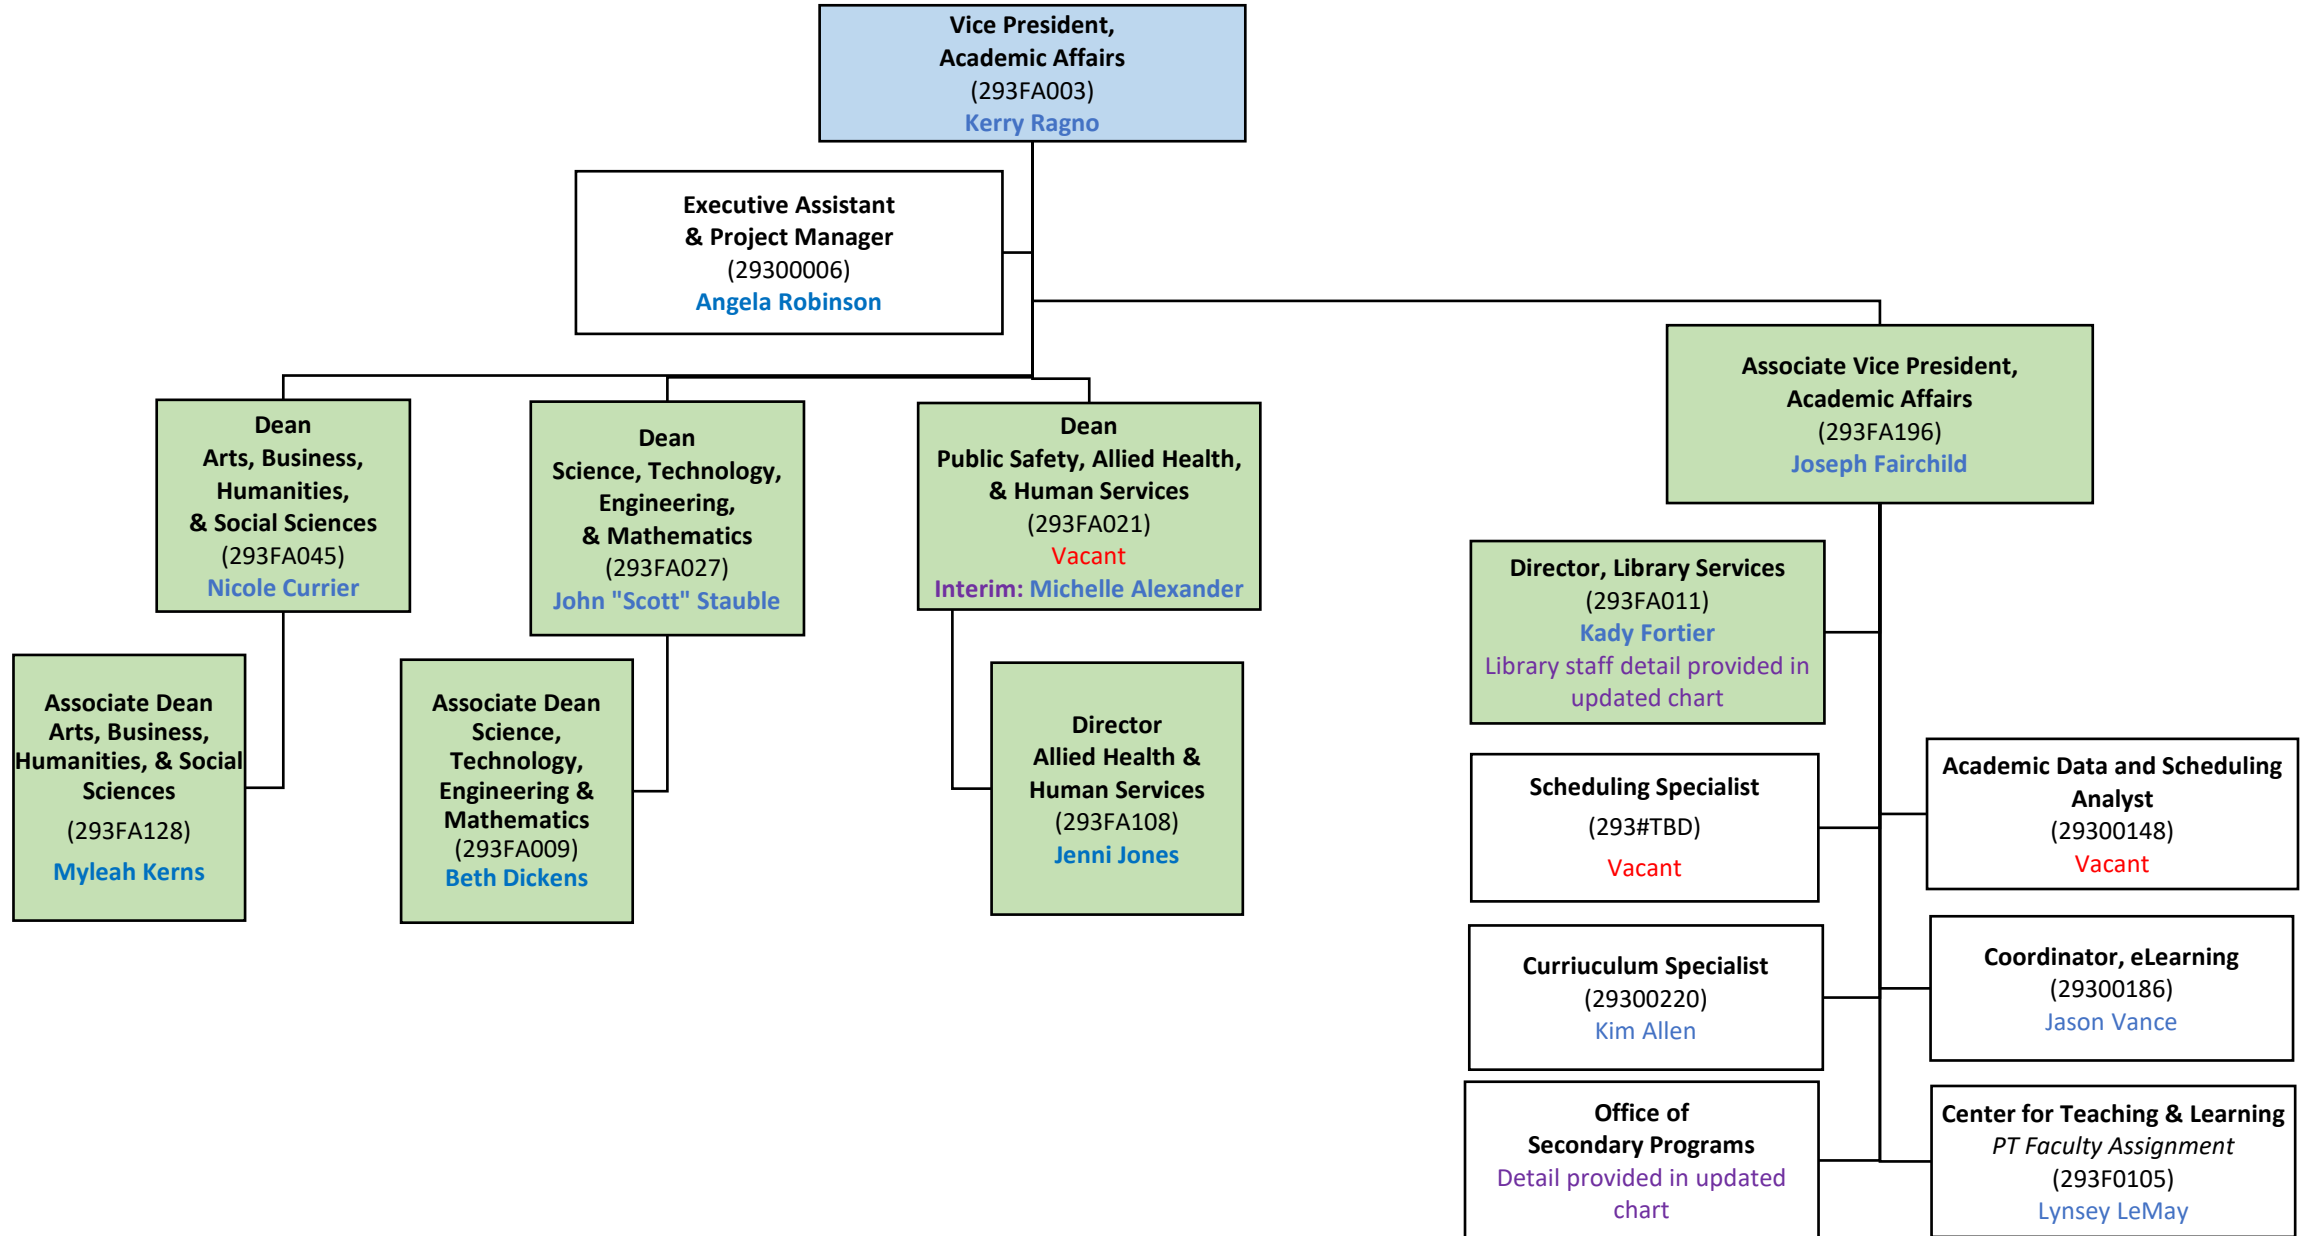 Vice President,
Academic Affairs
(293FA003)
Kerry Ragno
Executive Assistant
& Project Manager
(29300006)
Angela Robinson
Associate Vice President,
Academic Affairs
(293FA196)
Joseph Fairchild
Dean
Arts, Business,
Humanities,
& Social Sciences
(293FA045)
Nicole Currier
Dean
Science, Technology,
Engineering,
& Mathematics
(293FA027)
John "Scott" Stauble
Dean
Public Safety, Allied Health,
& Human Services
(293FA021)
Vacant
Interim: Michelle Alexander
Associate Dean
Arts, Business,
Humanities, & Social
Sciences
(293FA128)
Myleah Kerns
Associate Dean
Science,
Technology,
Engineering &
Mathematics
(293FA009)
Beth Dickens
Director
Allied Health &
Human Services
(293FA108)
Jenni Jones
Director, Library Services
(293FA011)
Kady Fortier
Library staff detail provided in
updated chart
Scheduling Specialist
(293#TBD)
Vacant
Academic Data and Scheduling
Analyst
(29300148)
Vacant
Curriuculum Specialist
(29300220)
Kim Allen
Coordinator, eLearning
(29300186)
Jason Vance
Office of
Secondary Programs
Detail provided in updated
chart
Center for Teaching & Learning
PT Faculty Assignment
(293F0105)
Lynsey LeMay